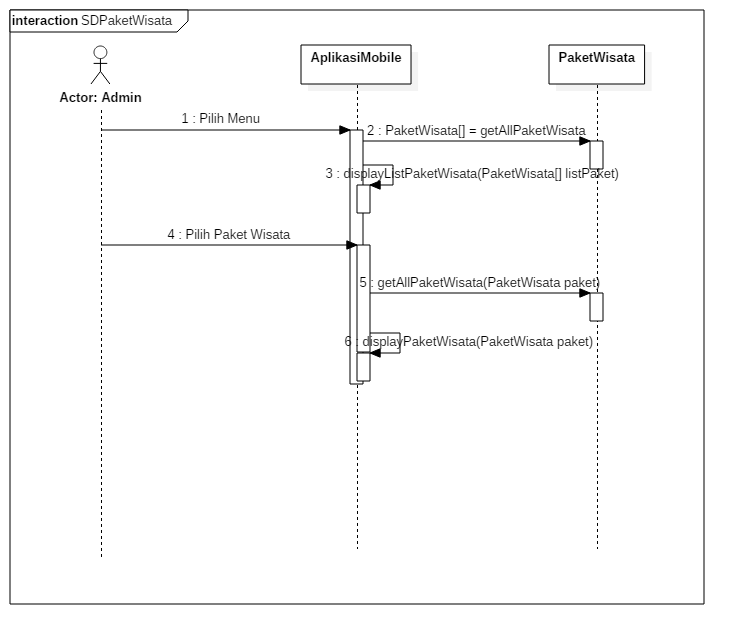 interaction SDPaketWisata
Actor: Admin
AplikasiMobile
PaketWisata
1 : Pilih Menu
2 : PaketWisata[] = getAllPaketWisata
3 : displayListPaketWisata(PaketWisata[] listPaket)
4 : Pilih Paket Wisata
5 : getAllPaketWisata(PaketWisata paket)
6 : displayPaketWisata(PaketWisata paket)